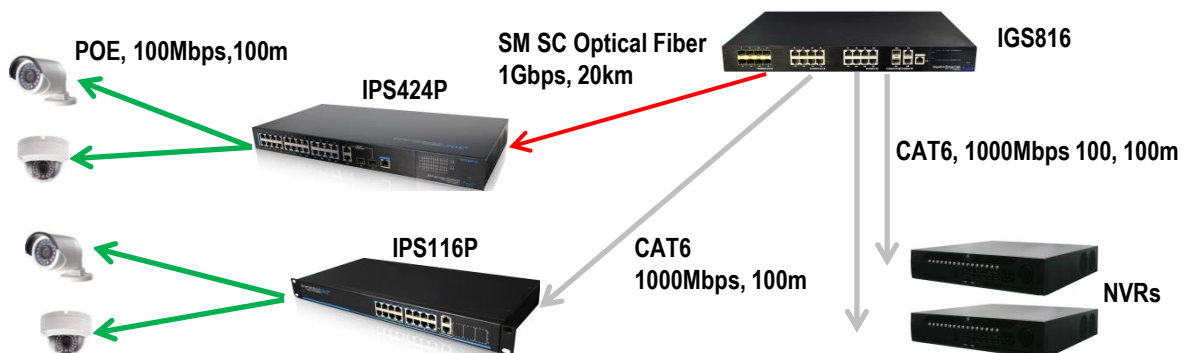 POE, 100Mbps,100m
SM SC Optical Fiber
1Gbps, 20km
IGS816
IPS424P
CAT6, 1000Mbps 100, 100m
IPS116P
CAT6
1000Mbps, 100m
NVRs